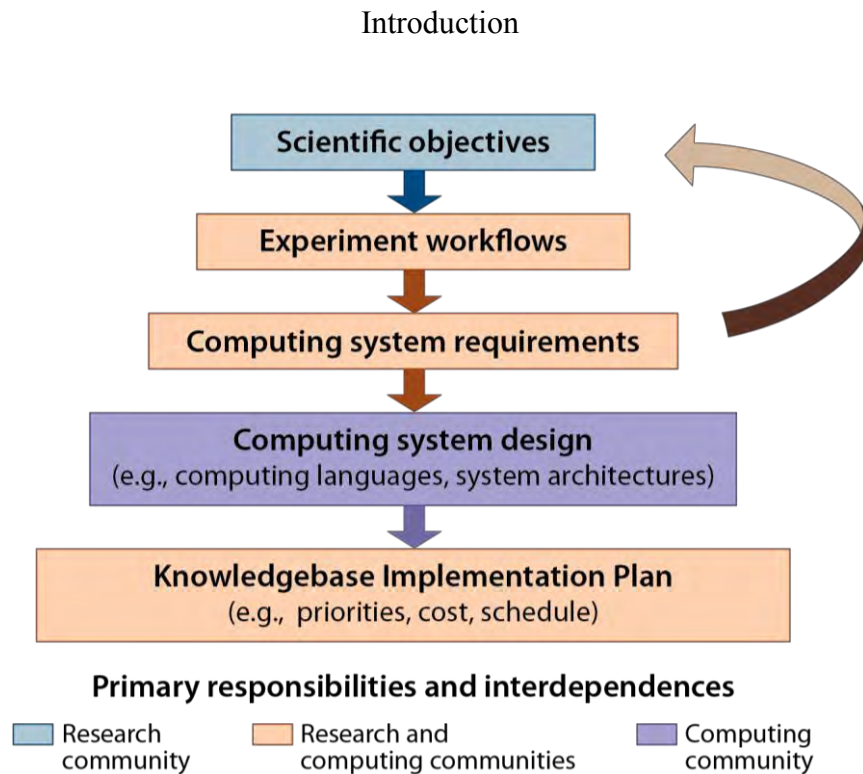 Introduction
Scientific objectives
Experiment workflows
Computing system requirements
Computing system design
(e.g., computing languages, system architectures)
Knowledgebase Implementation Plan
(e.g.,  priorities, cost, schedule)
Primary responsibilities and interdependences
Research
community
Research and
computing communities
Computing
community